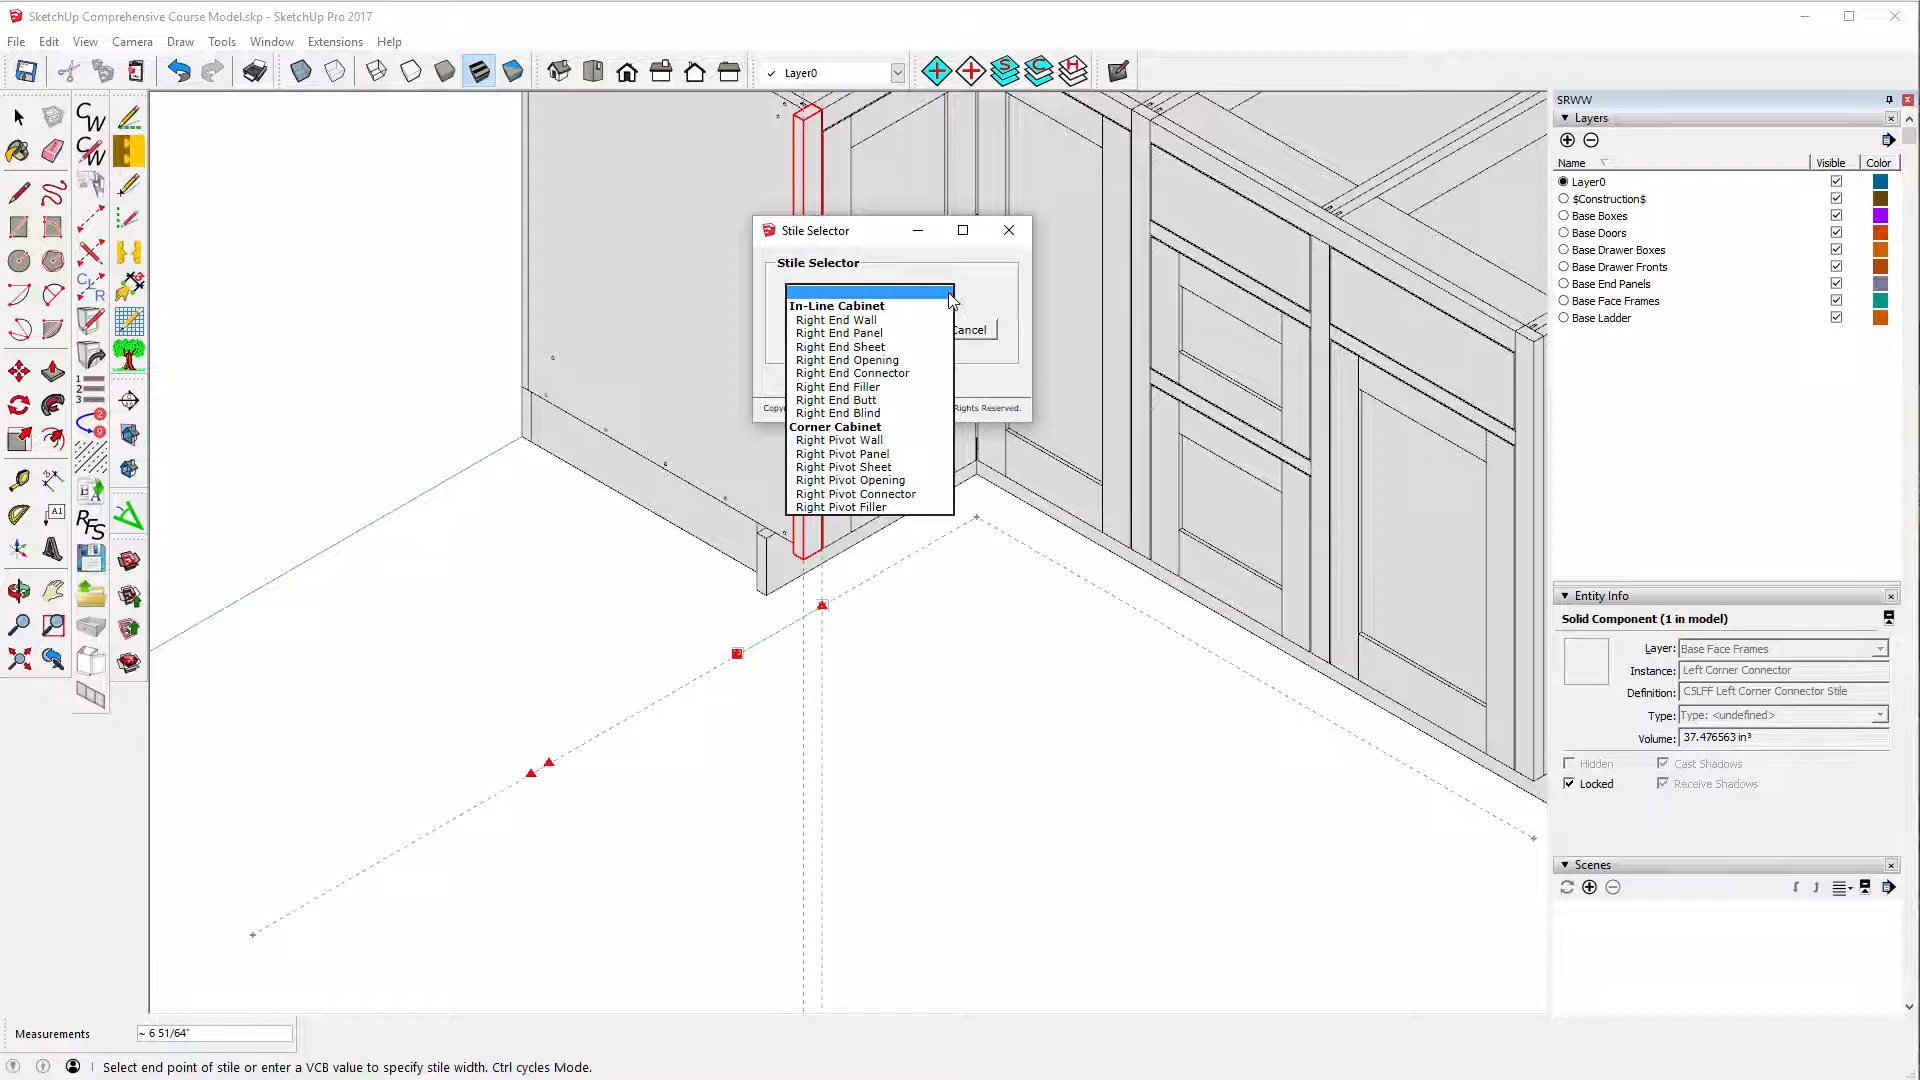 SketchUp Comprehensive Course Model.skp - SketchUp Pro 2017
File Edit View Camera Draw Tools Window Extensions Help
Layer0
Stile Selector
Stile Selector
In-Line Cabinet
Right End Wall
Right End Panel
Right End Sheet
Right End Opening
Right End Connector
Right End Filler
Right End Butt
Right End Blind
Corner Cabinet
Right Pivot Wall
Right Pivot Panel
Right Pivot Sheet
Right Pivot Opening
Right Pivot Connector
Right Pivot Filler
Cancel
Copy
Rights Reserved.
SRWW
Layers
Name Visible Color
Layer0
$Construction$
Base Boxes
Base Doors
Base Drawer Boxes
Base Drawer Fronts
Base End Panels
Base Face Frames
Base Ladder
Entity Info
Solid Component (1 in model)
Layer: Base Face Frames
Instance: Left Corner Connector
Definition: C5LFF Left Corner Connector Stile
Type: Type: <undefined>
Volume: 37.476563 in³
Hidden Cast Shadows
Locked Receive Shadows
Scenes
Measurements ~ 6 51/64"
Select end point of stile or enter a VCB value to specify stile width. Ctrl cycles Mode.